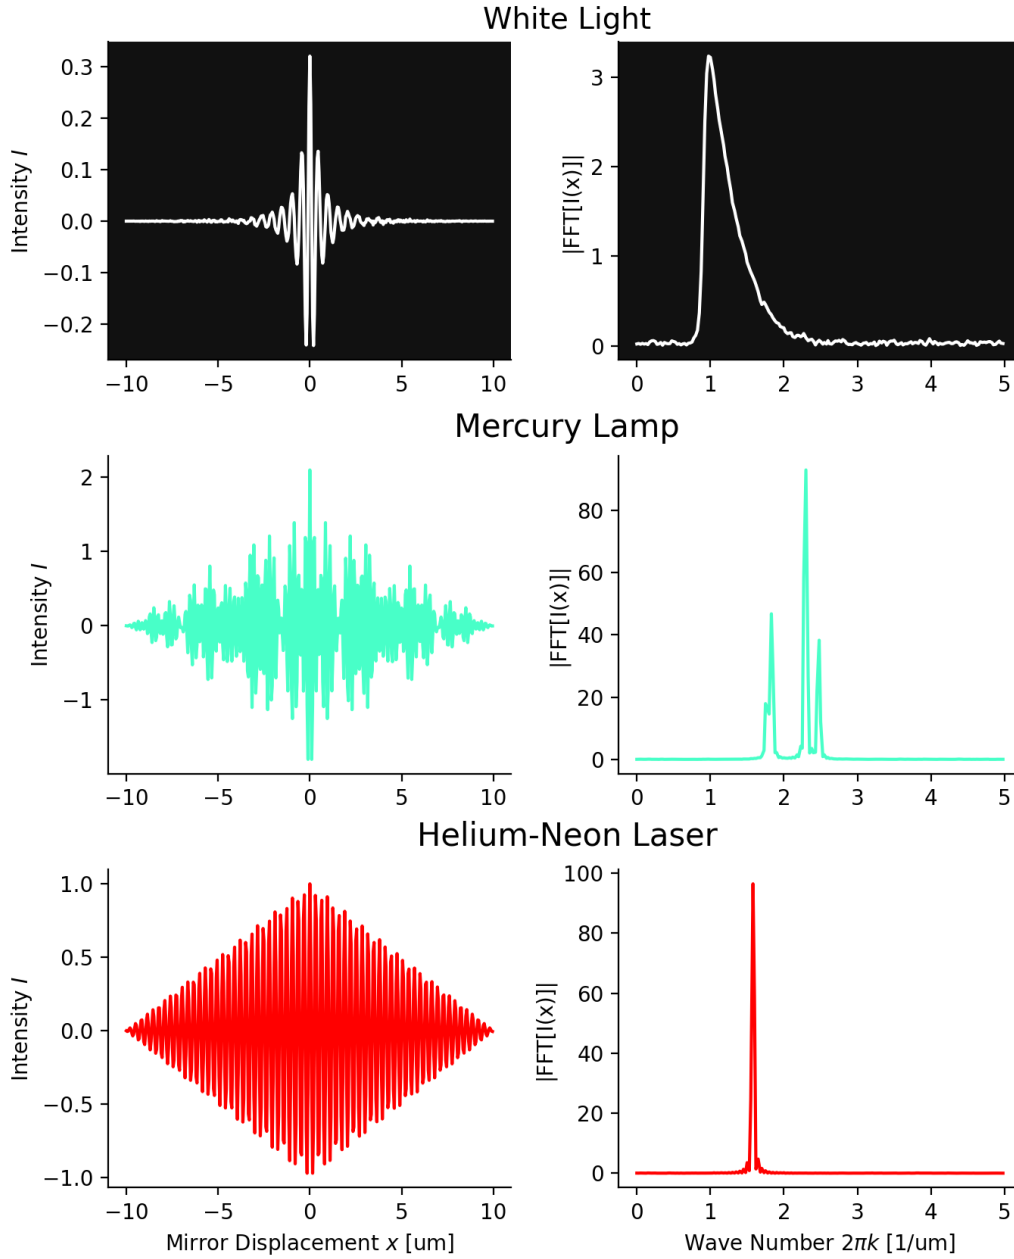 White Light
Intensity I
0.3
0.2
0.1
0.0
−0.1
−0.2
−10 −5 0 5 10
|FFT[I(x)]|
3
2
1
0
0 1 2 3 4 5
Mercury Lamp
Intensity I
2
1
0
−1
−10 −5 0 5 10
|FFT[I(x)]|
80
60
40
20
0
0 1 2 3 4 5
Helium-Neon Laser
Intensity I
1.0
0.5
0.0
−0.5
−1.0
−10 −5 0 5 10
Mirror Displacement x [um]
|FFT[I(x)]|
100
80
60
40
20
0
0 1 2 3 4 5
Wave Number 2πk [1/um]